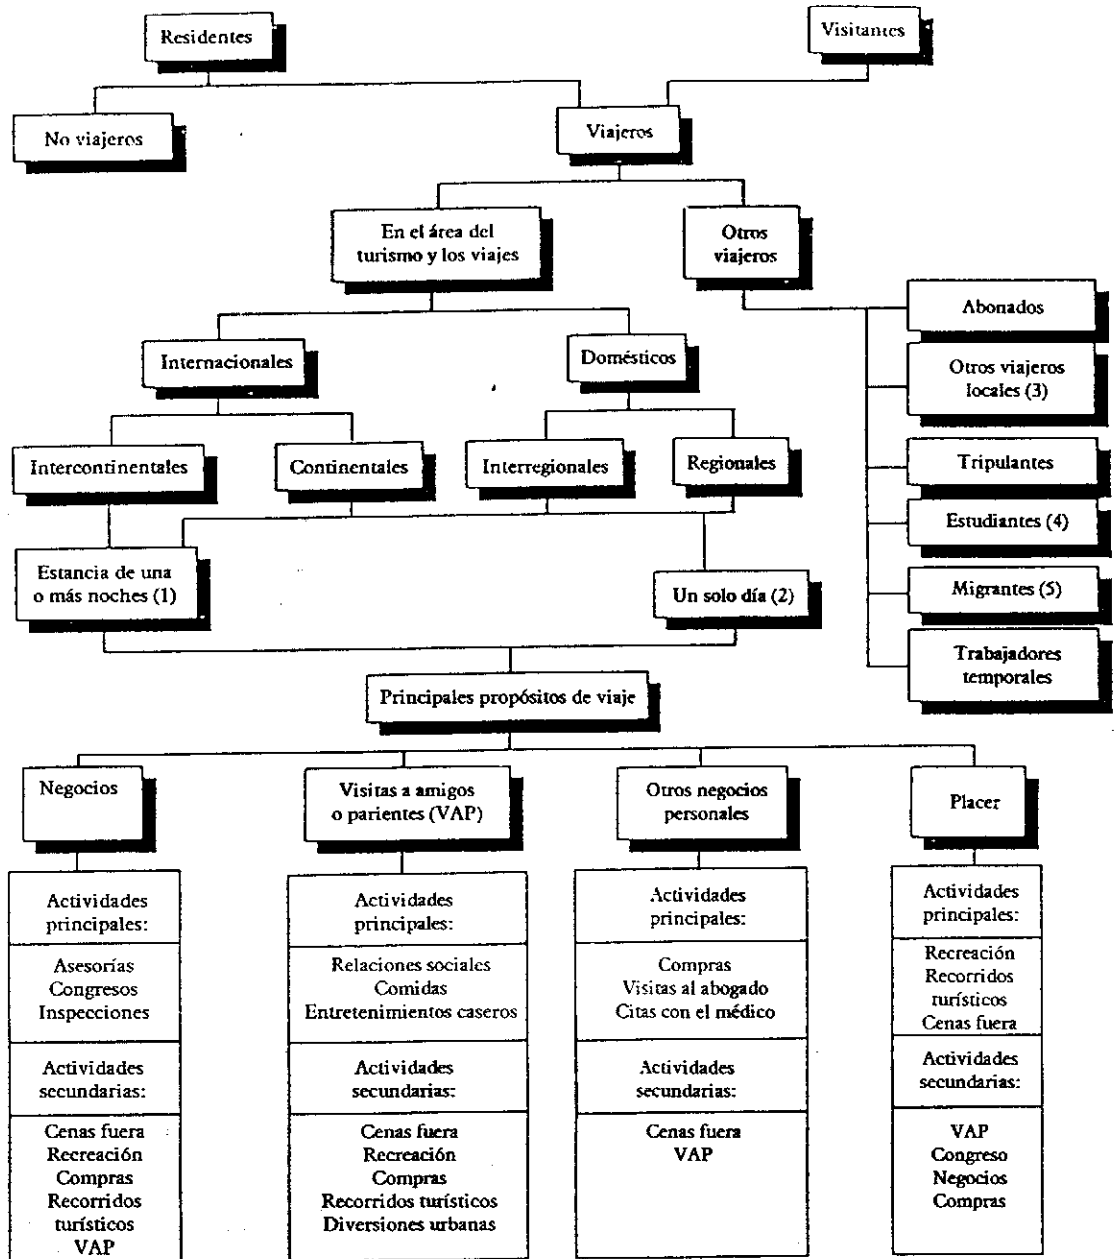 Residentes
Visitantes
No viajeros
Viajeros
En el área del
turismo y los viajes
Otros
viajeros
Abonados
Otros viajeros
locales (3)
Tripulantes
Estudiantes (4)
Migrantes (5)
Trabajadores
temporales
Internacionales
Domésticos
Intercontinentales
Continentales
Interregionales
Regionales
Estancia de una
o más noches (1)
Un solo día (2)
Principales propósitos de viaje
Negocios
Actividades
principales:
Asesorías
Congresos
Inspecciones
Actividades
secundarias:
Cenas fuera
Recreación
Compras
Recorridos
turísticos
VAP
Visitas a amigos
o parientes (VAP)
Actividades
principales:
Relaciones sociales
Comidas
Entretenimientos caseros
Actividades
secundarias:
Cenas fuera
Recreación
Compras
Recorridos turísticos
Diversiones urbanas
Otros negocios
personales
Actividades
principales:
Compras
Visitas al abogado
Citas con el médico
Actividades
secundarias:
Cenas fuera
VAP
Placer
Actividades
principales:
Recreación
Recorridos
turísticos
Cenas fuera
Actividades
secundarias:
VAP
Congreso
Negocios
Compras